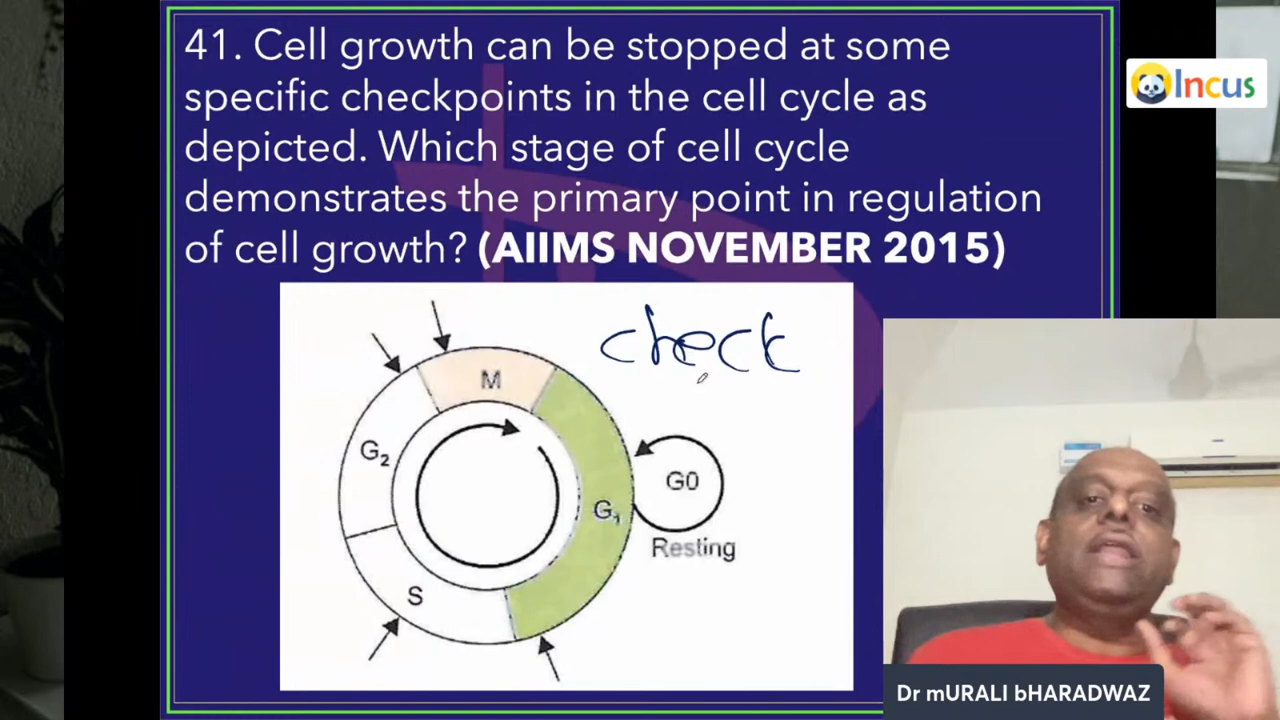 41. Cell growth can be stopped at some
specific checkpoints in the cell cycle as
depicted. Which stage of cell cycle
demonstrates the primary point in regulation
of cell growth? (AIIMS NOVEMBER 2015)
Incus
check
M
G2
G1
G0
Resting
S
Dr mURALI bHARADWAZ